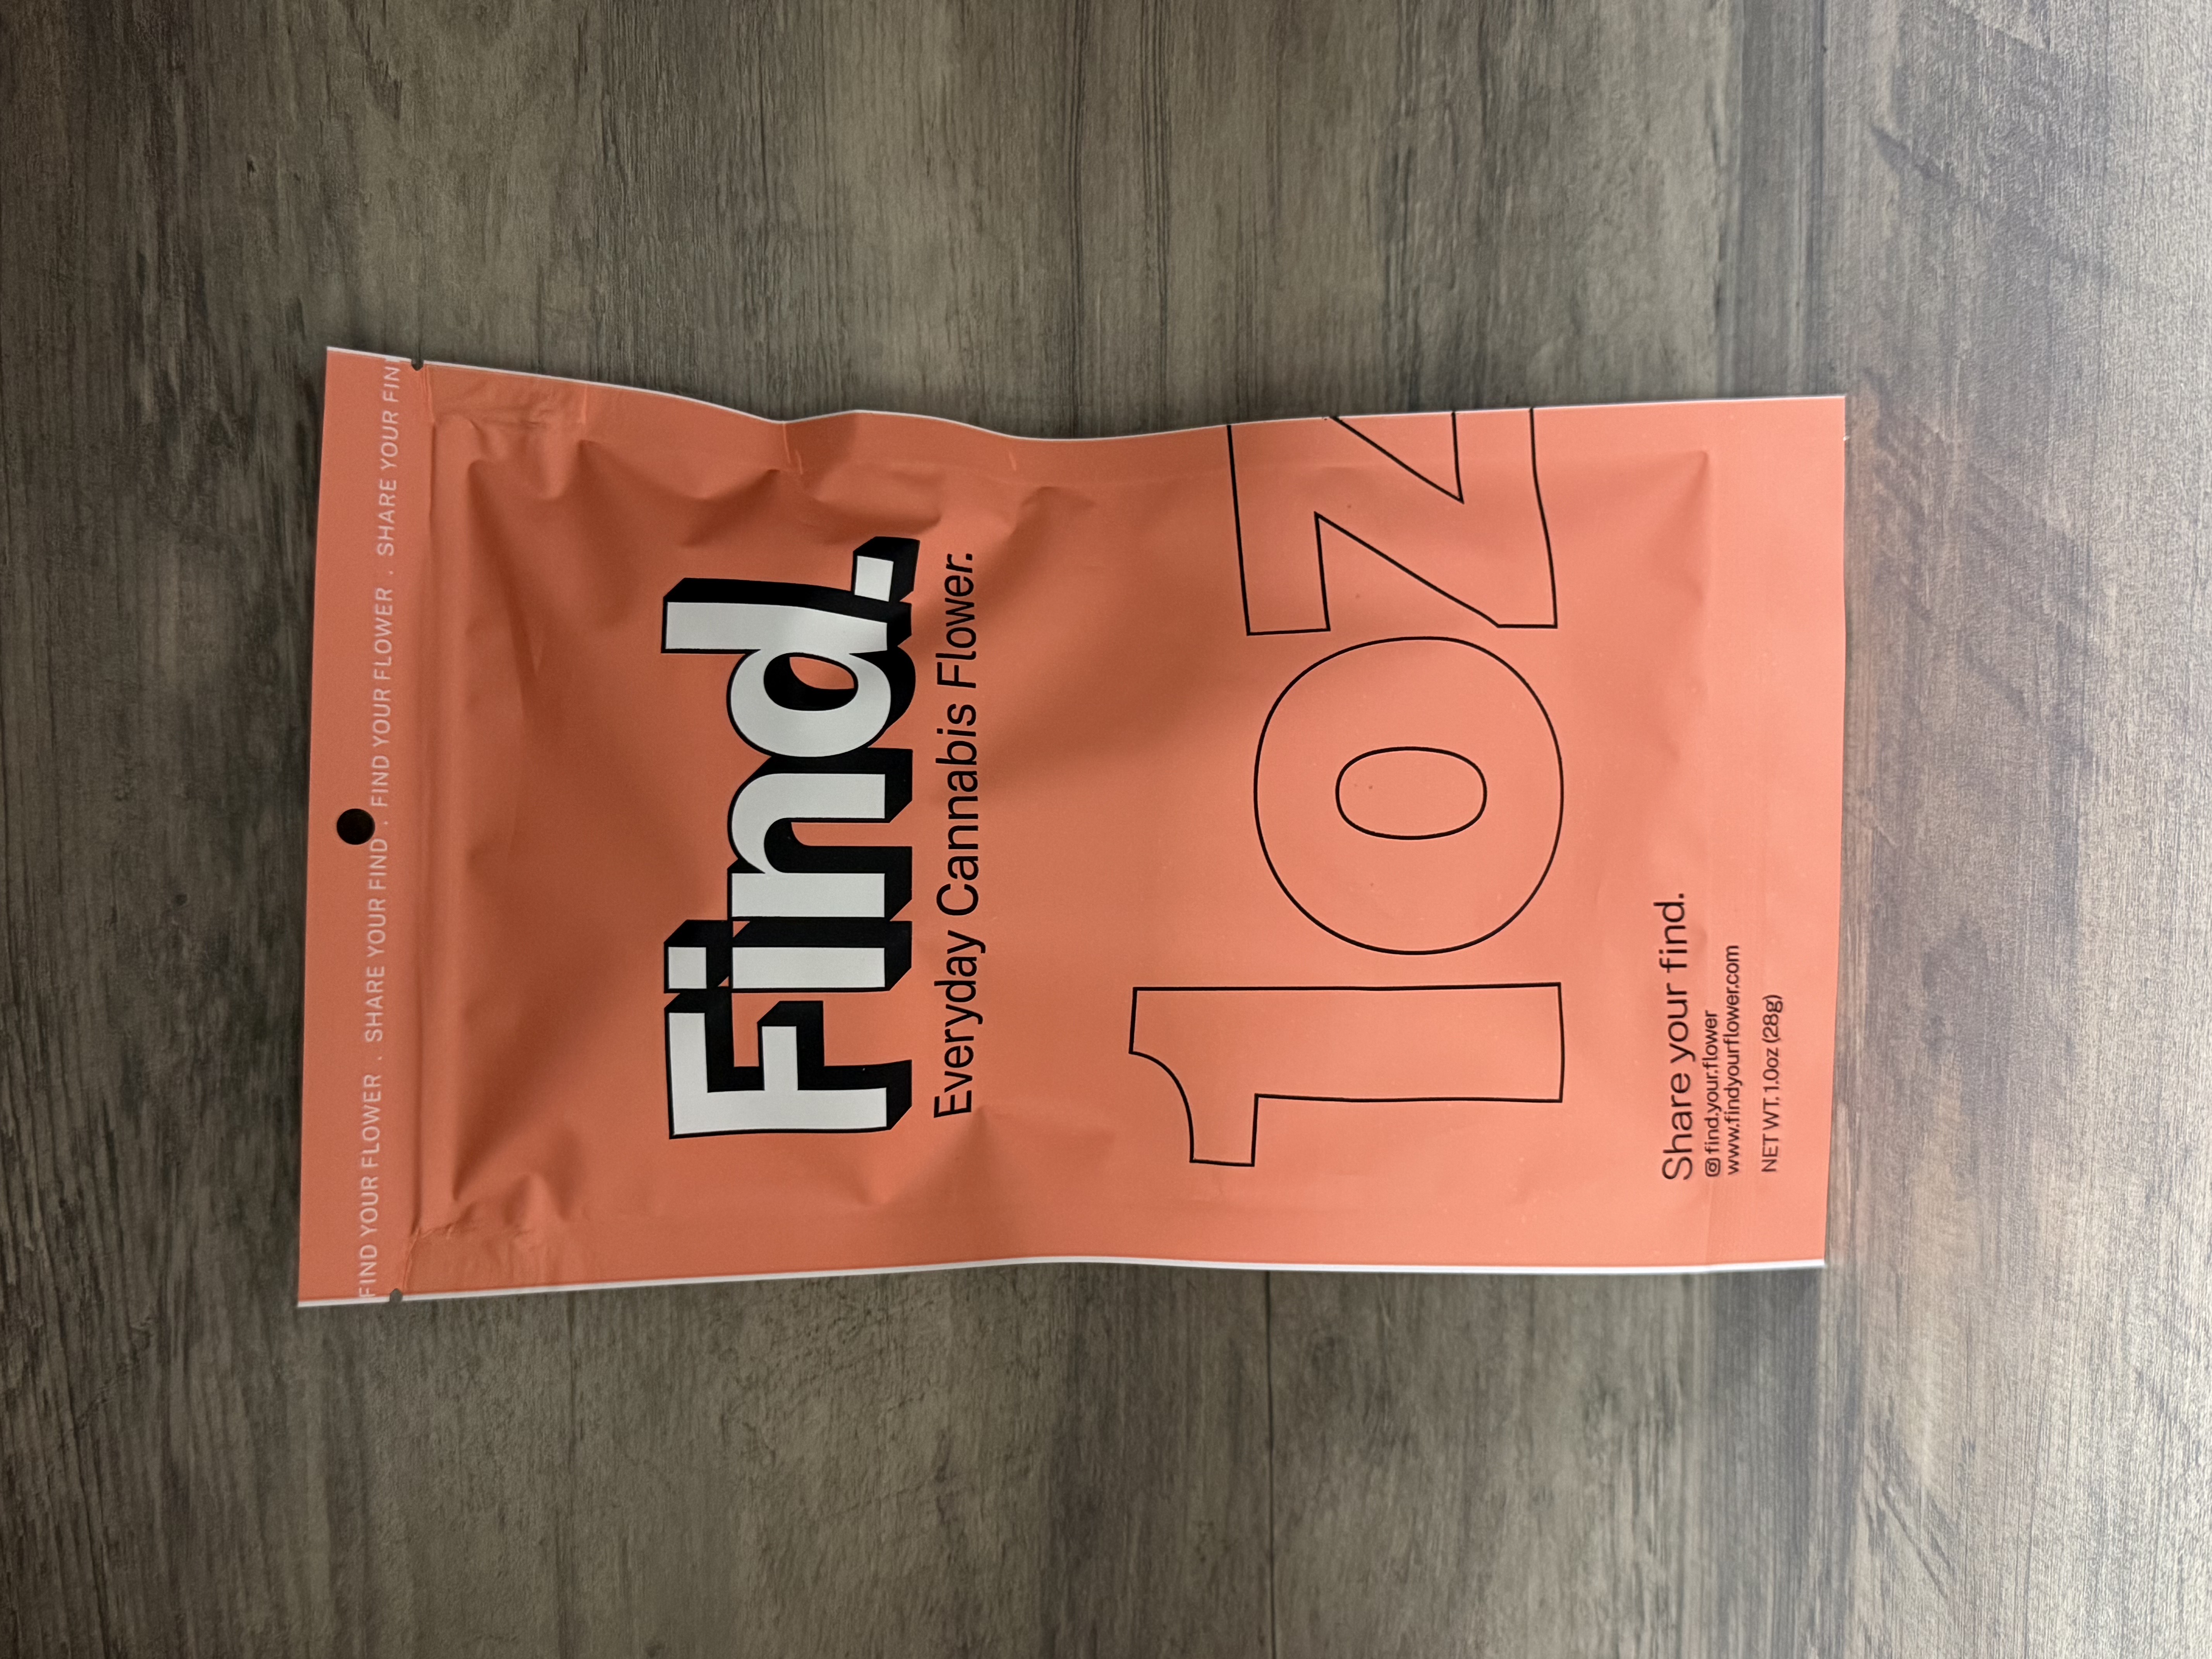 FIND YOUR FLOWER . SHARE YOUR FIND . FIND YOUR FLOWER . SHARE YOUR FIN
Find.
Everyday Cannabis Flower.
1oz
Share your find.
find.your.flower
www.findyourflower.com
NET WT. 1.0oz (28g)